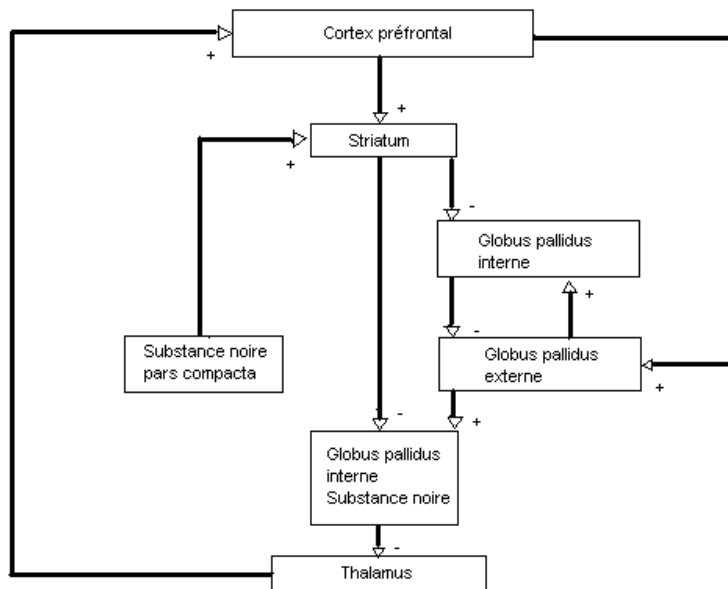 Cortex préfrontal
+
+
Striatum
+
-
Globus pallidus
interne
+
-
Substance noire
pars compacta
Globus pallidus
externe
+
-
+
Globus pallidus
interne
Substance noire
-
Thalamus